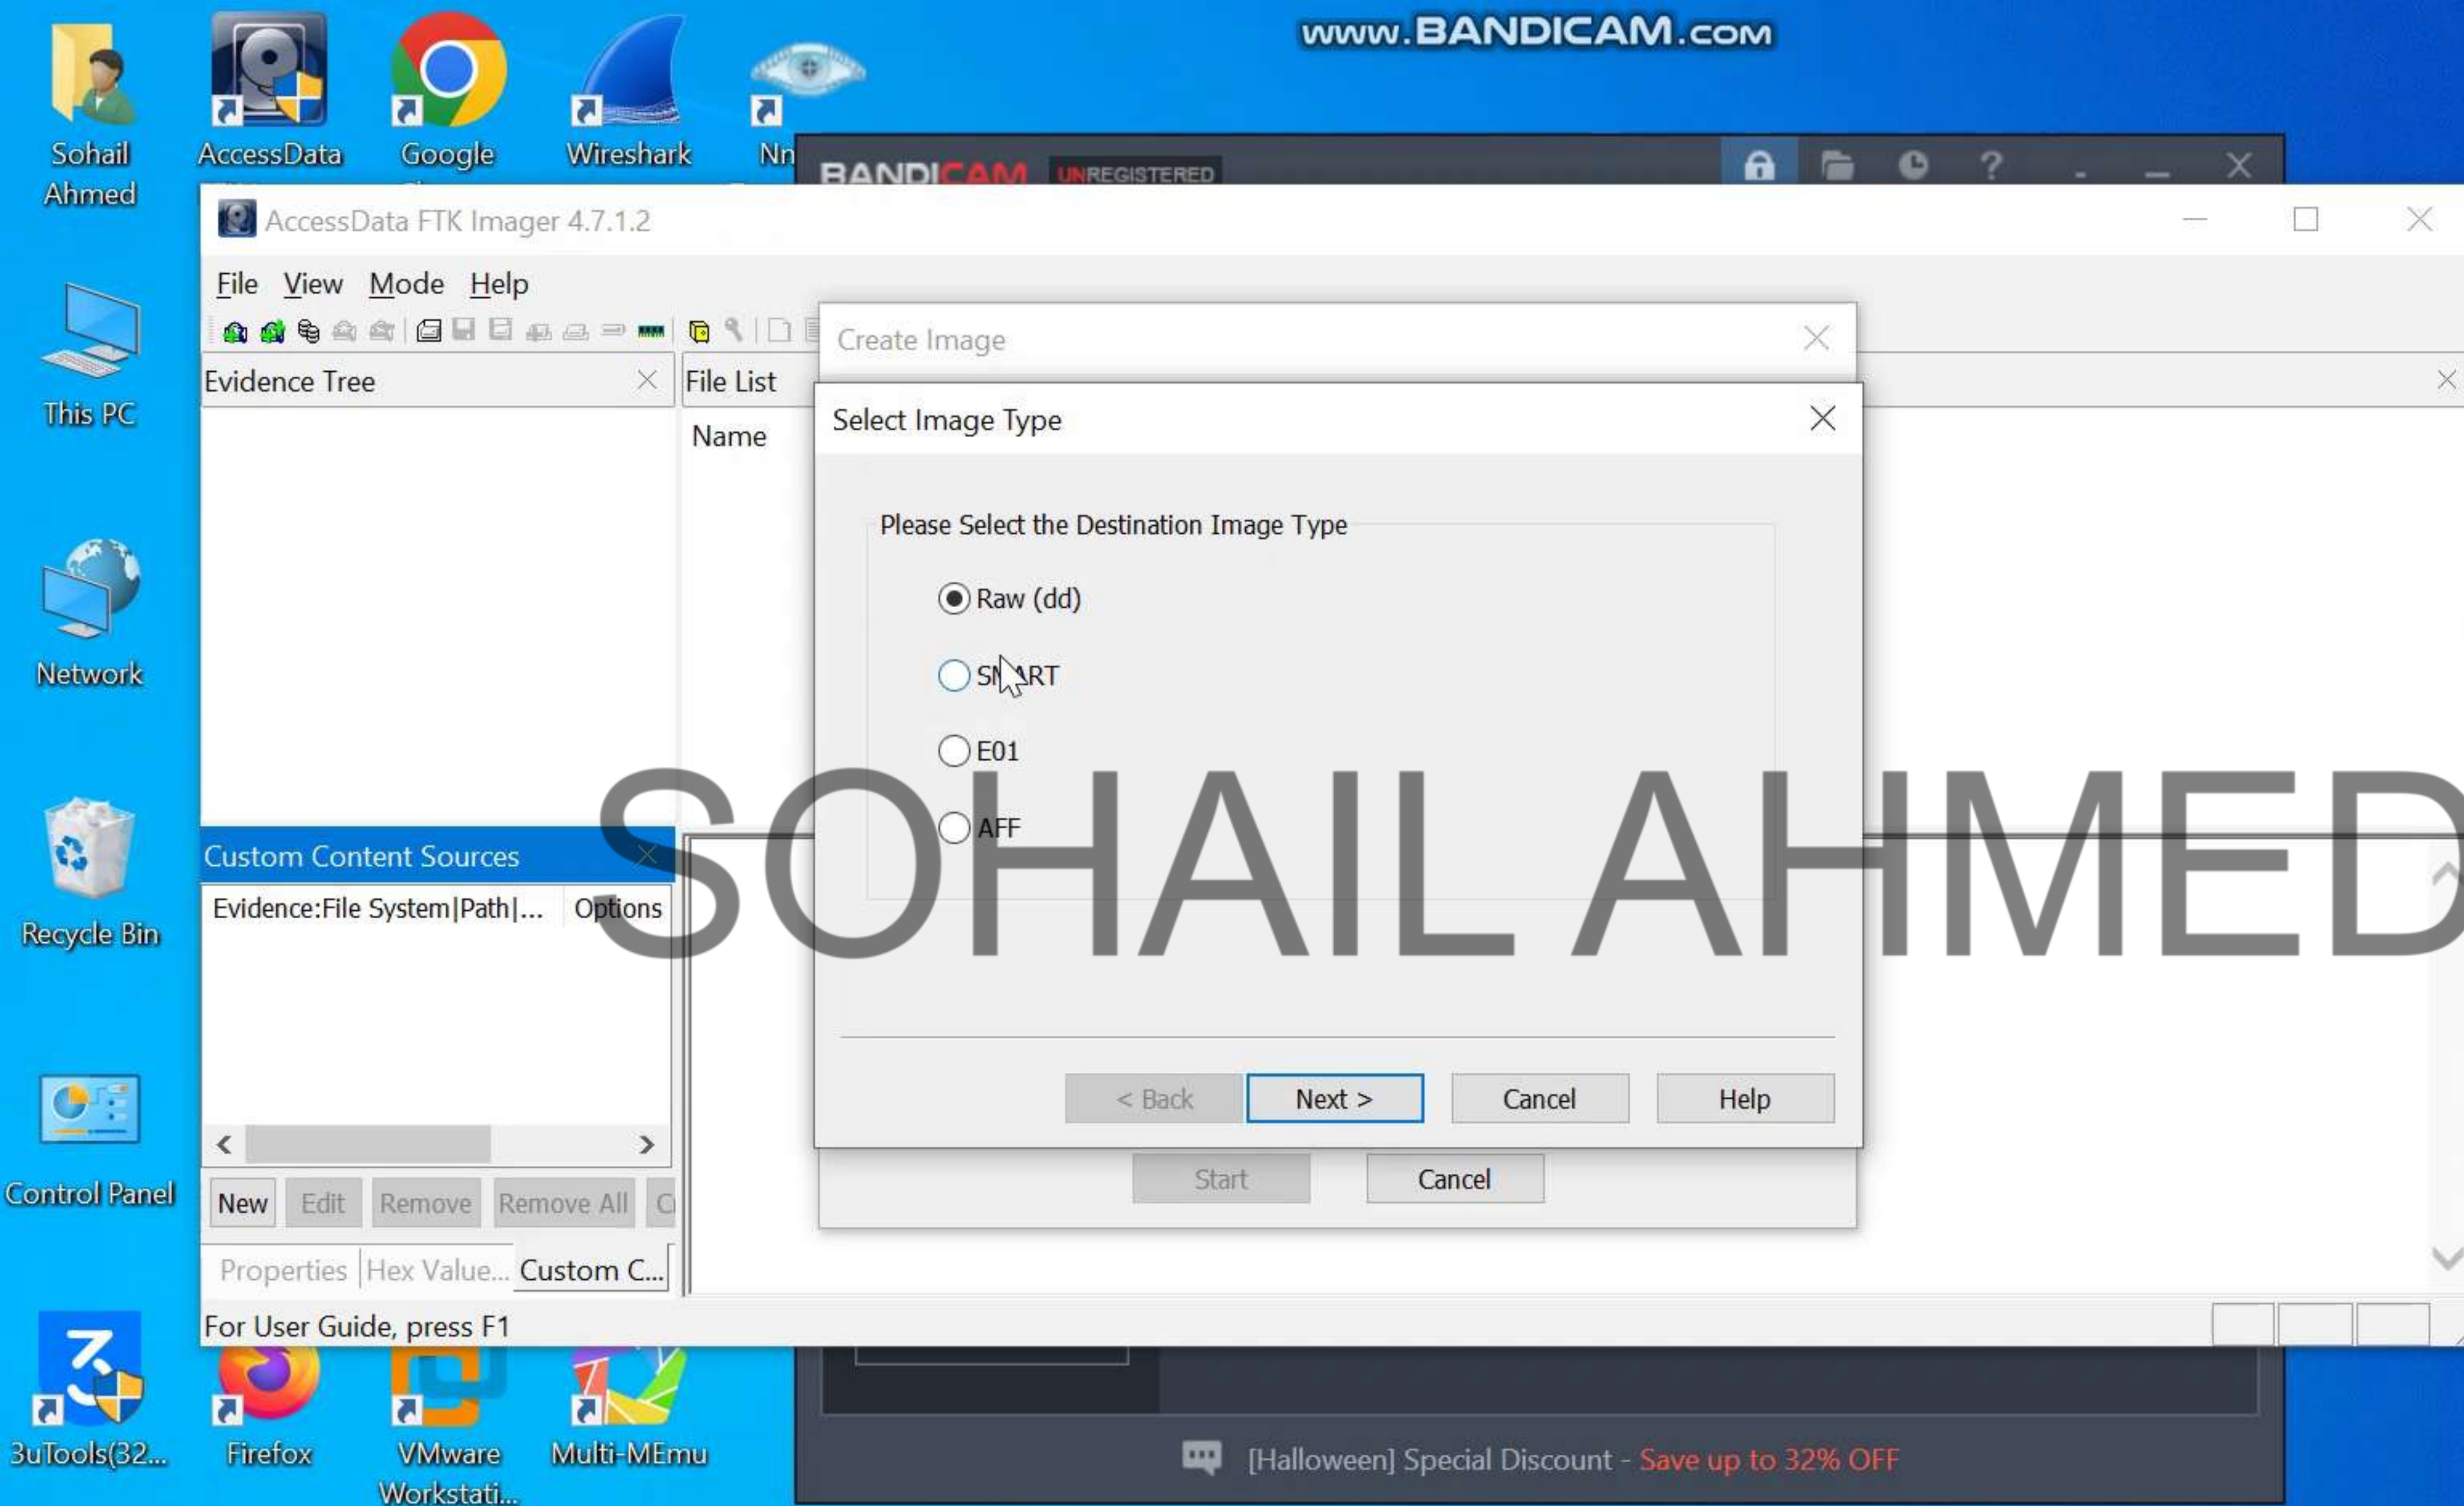 www.BANDICAM.com
Sohail
Ahmed
AccessData
Google
Wireshark
BANDICAM UNREGISTERED
AccessData FTK Imager 4.7.1.2
File View Mode Help
Create Image
Evidence Tree
File List
This PC
Name
Select Image Type
Please Select the Destination Image Type
Raw (dd)
SMART
Network
E01
AFF
SOHAIL AHMED
Custom Content Sources
Evidence:File System|Path|... Options
Recycle Bin
< Back
Next >
Cancel
Help
Start
Cancel
Control Panel
New
Edit
Remove
Remove All
Properties
Hex Value...
Custom C...
For User Guide, press F1
3uTools(32...
Firefox
VMware
Workstati...
Multi-MEmu
[Halloween] Special Discount - Save up to 32% OFF